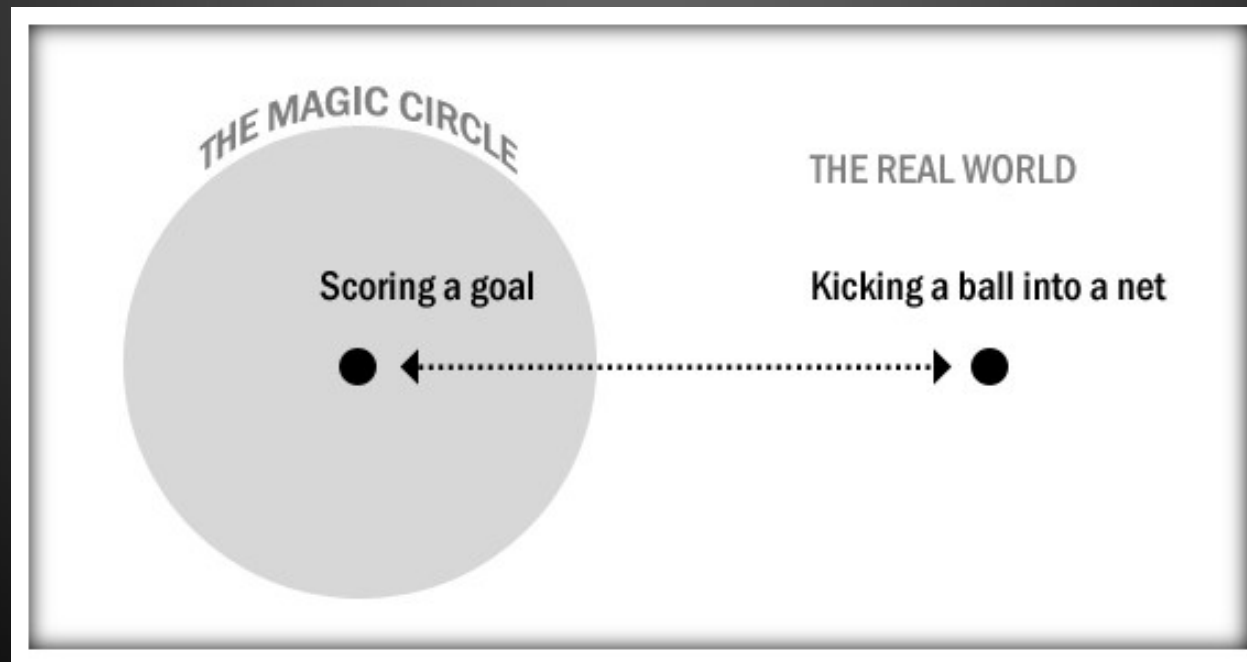 THE MAGIC CIRCLE
THE REAL WORLD
Scoring a goal
Kicking a ball into a net